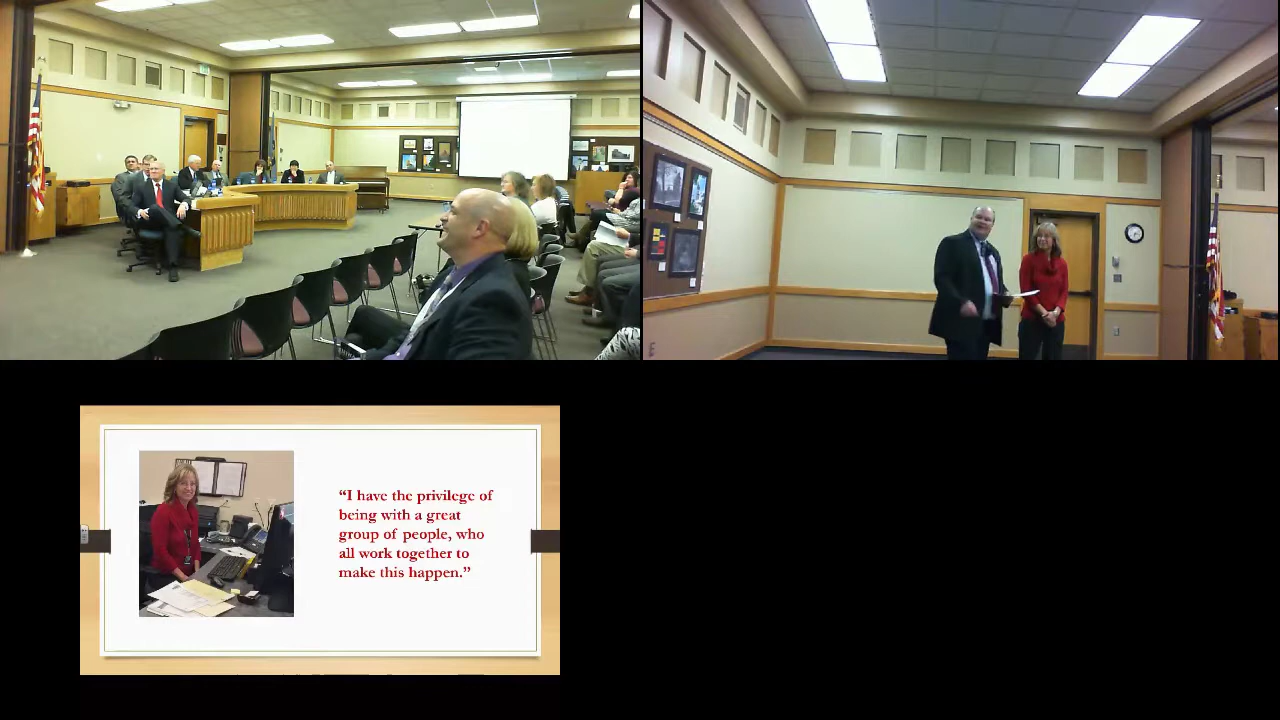 “I have the privilege of
being with a great
group of people, who
all work together to
make this happen.”